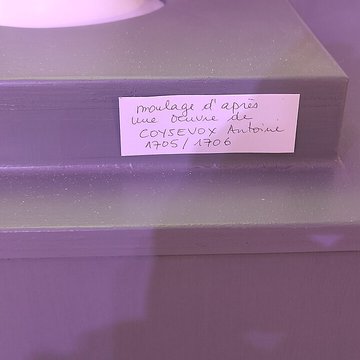 moulage d'après
une oeuvre de
COYSEVOX Antoine
1705/1706